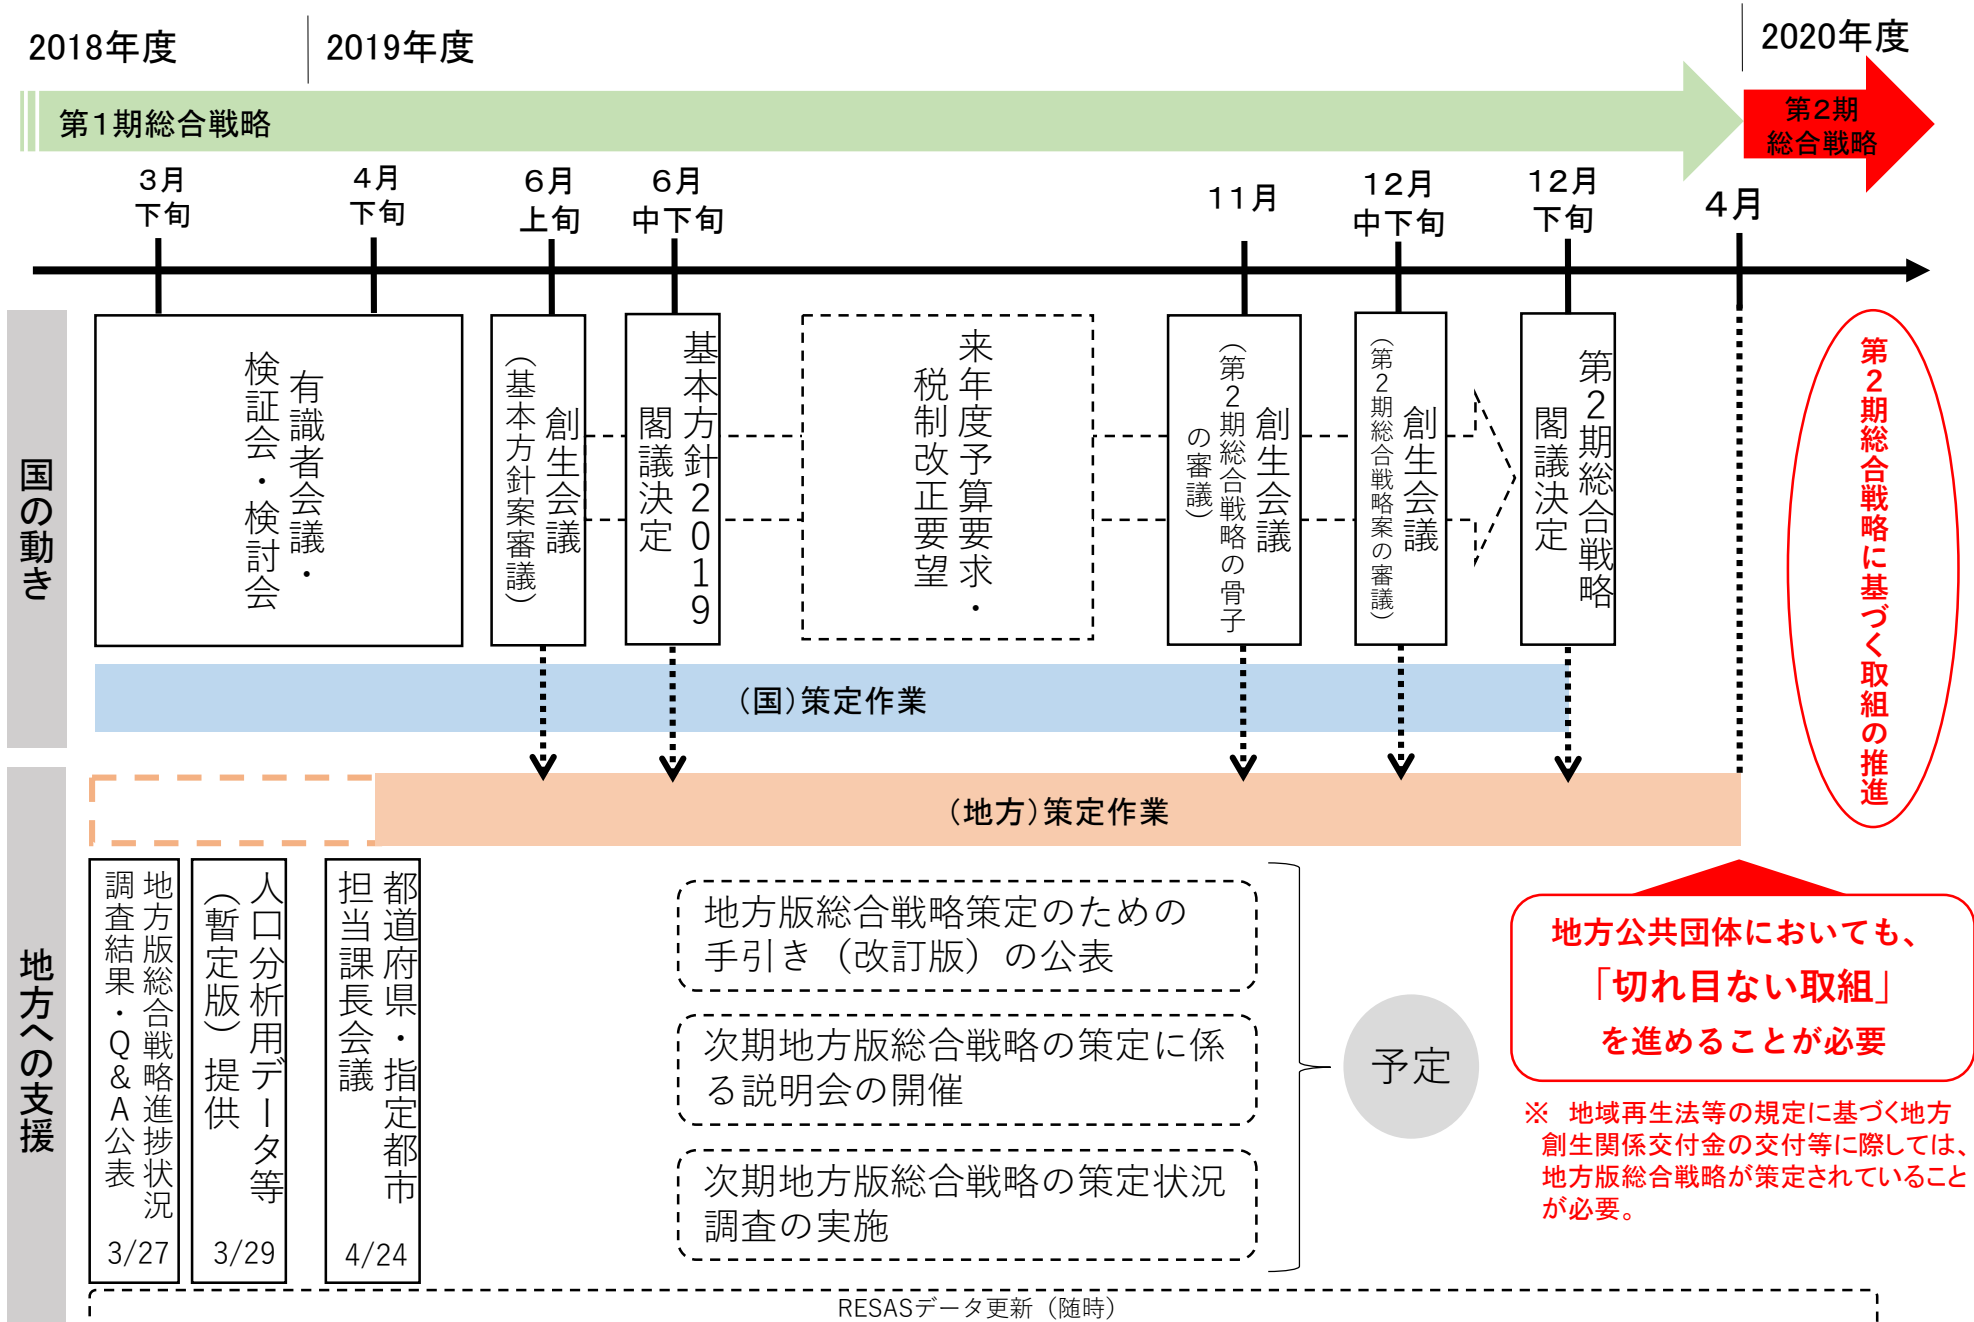 2018年度
2019年度
2020年度
第1期総合戦略
第2期
総合戦略
3月
下旬
4月
下旬
6月
上旬
6月
中下旬
11月
12月
中下旬
12月
下旬
4月
国の動き
有識者会議・
検証会・検討会
創生会議
（基本方針案審議）
基本方針2019
閣議決定
来年度予算要求・
税制改正要望
創生会議
（第2期総合戦略の骨子
の審議）
創生会議
（第2期総合戦略案の審議）
第2期総合戦略
閣議決定
第2期総合戦略に基づく取組の推進
（国）策定作業
（地方）策定作業
地方への支援
地方版総合戦略進捗状況
調査結果・Q&A公表
3/27
人口分析用データ等
（暫定版）提供
3/29
都道府県・指定都市
担当課長会議
4/24
地方版総合戦略策定のための
手引き（改訂版）の公表
次期地方版総合戦略の策定に係
る説明会の開催
次期地方版総合戦略の策定状況
調査の実施
予定
地方公共団体においても、
「切れ目ない取組」
を進めることが必要
※　地域再生法等の規定に基づく地方
創生関係交付金の交付等に際しては、
地方版総合戦略が策定されていること
が必要。
RESASデータ更新（随時）